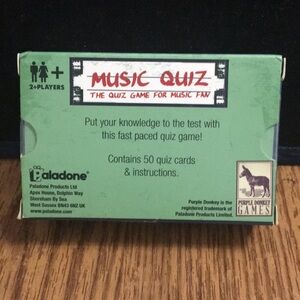 +
2+PLAYERS
MUSIC QUIZ
THE QUIZ GAME FOR MUSIC FAN
Put your knowledge to the test with
this fast paced quiz game!
Contains 50 quiz cards
& instructions.
Paladone®
Paladone Products Ltd
Apex House, Dolphin Way
Shoreham By Sea
West Sussex BN43 6NZ UK
www.paladone.com
Purple Donkey is the
registered trademark of
Paladone Products Limited.
PURPLE DONKEY
GAMES